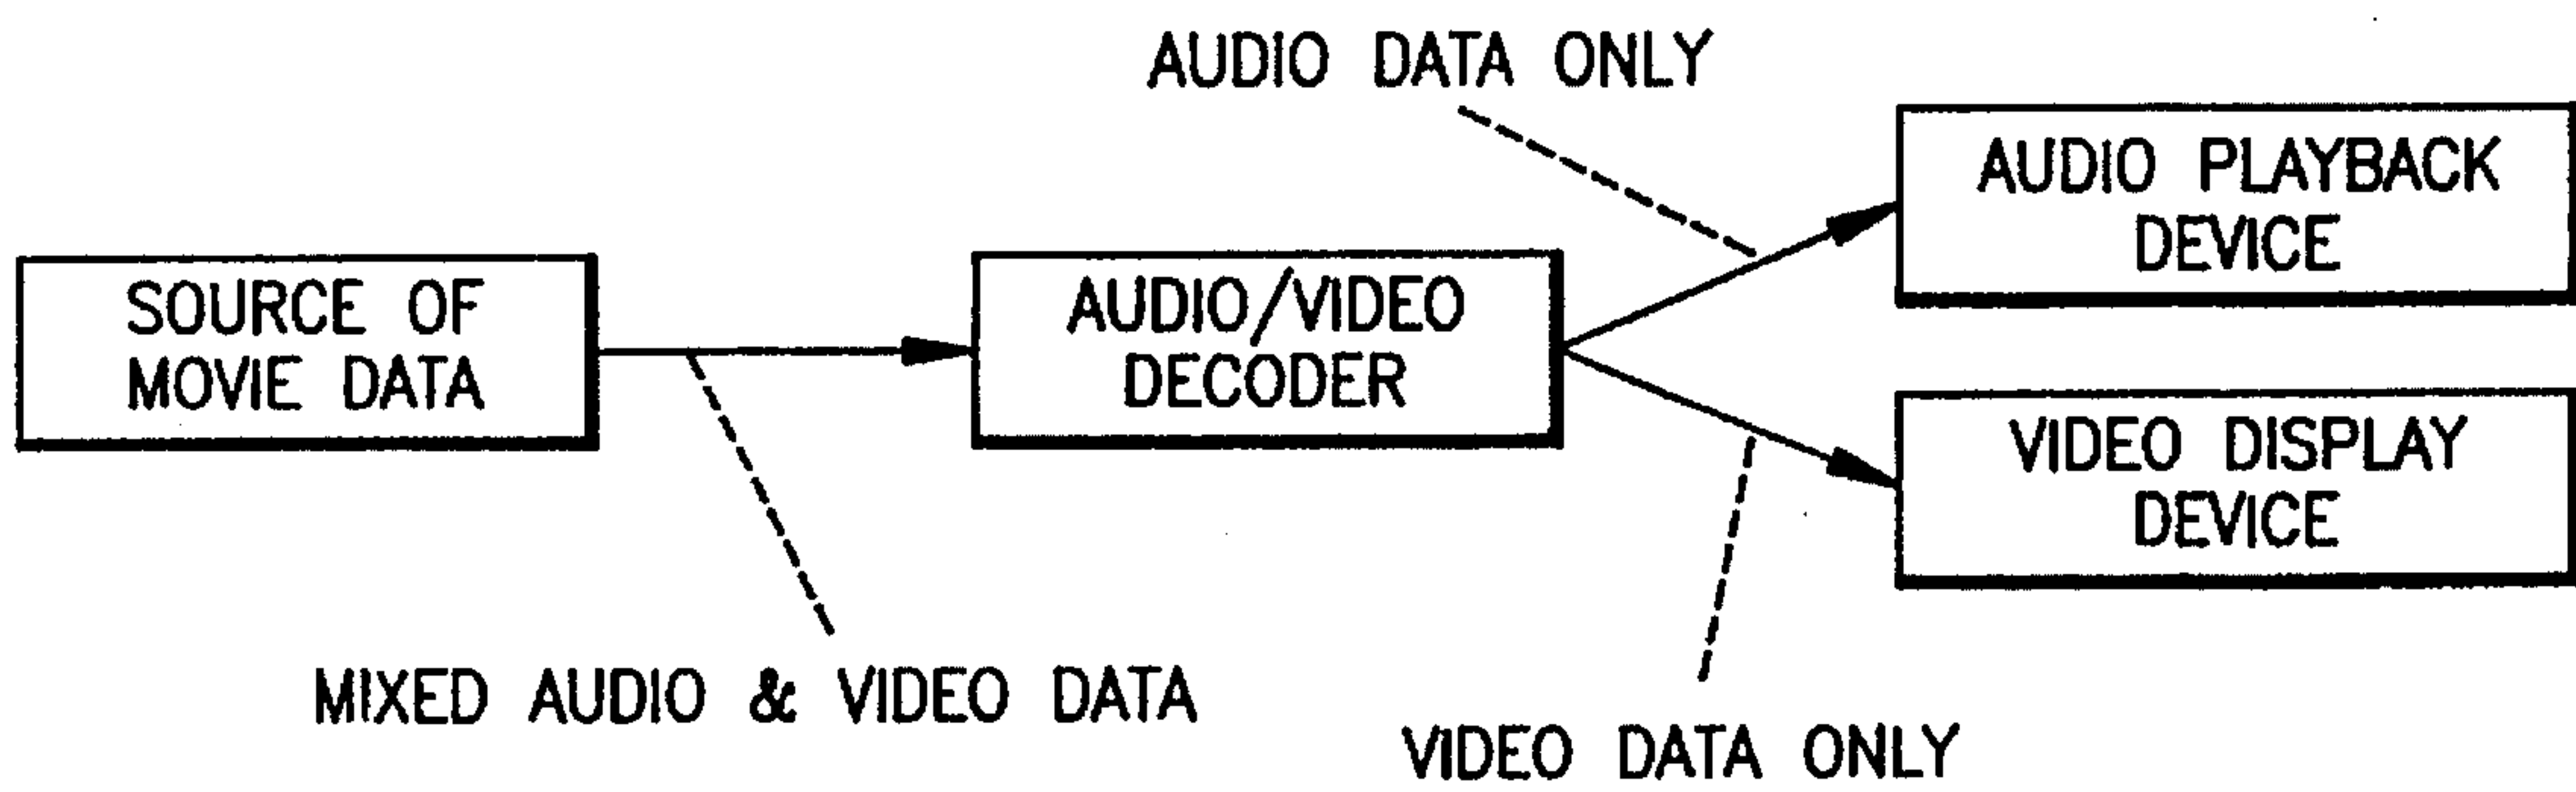 AUDIO DATA ONLY
AUDIO PLAYBACK
DEVICE
SOURCE OF
MOVIE DATA
AUDIO/VIDEO
DECODER
VIDEO DISPLAY
DEVICE
MIXED AUDIO & VIDEO DATA
VIDEO DATA ONLY